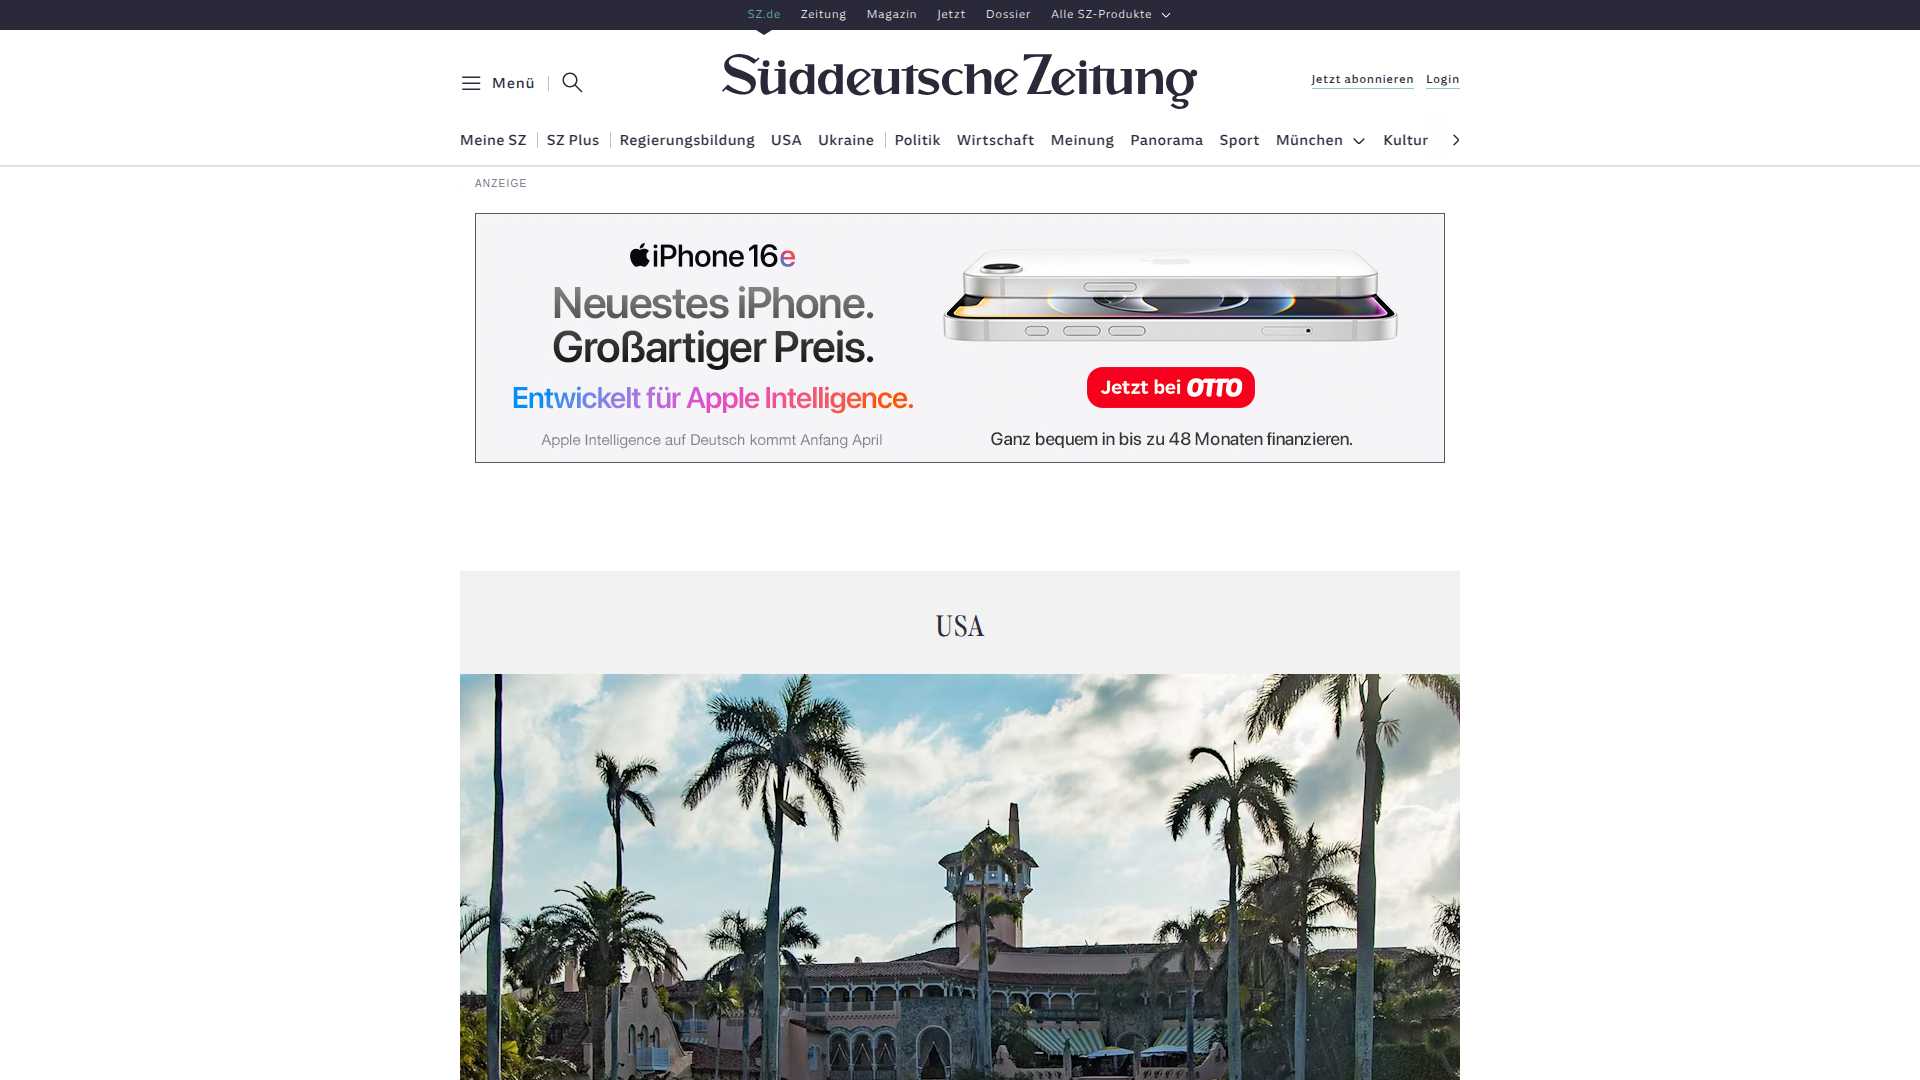 SZ.de Zeitung Magazin Jetzt Dossier Alle SZ-Produkte
Menü
Süddeutsche Zeitung
Jetzt abonnieren Login
Meine SZ SZ Plus Regierungsbildung USA Ukraine Politik Wirtschaft Meinung Panorama Sport München Kultur
ANZEIGE
iPhone 16e
Neuestes iPhone.
Großartiger Preis.
Entwickelt für Apple Intelligence.
Apple Intelligence auf Deutsch kommt Anfang April
Jetzt bei OTTO
Ganz bequem in bis zu 48 Monaten finanzieren.
USA